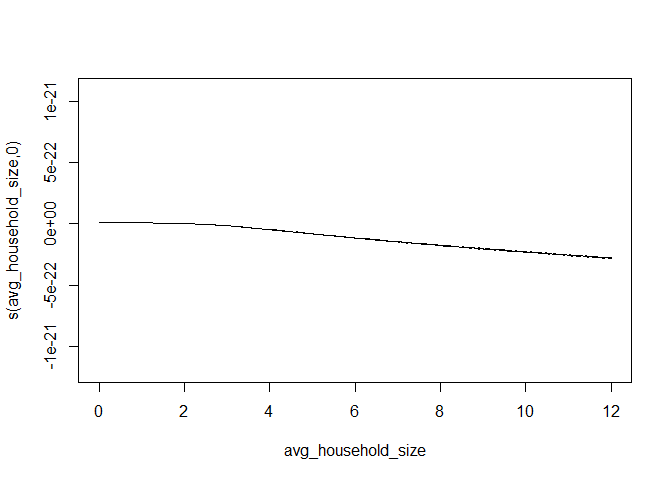 s(avg_household_size,0)
1e-21
5e-22
0e+00
-5e-22
-1e-21
0 2 4 6 8 10 12
avg_household_size